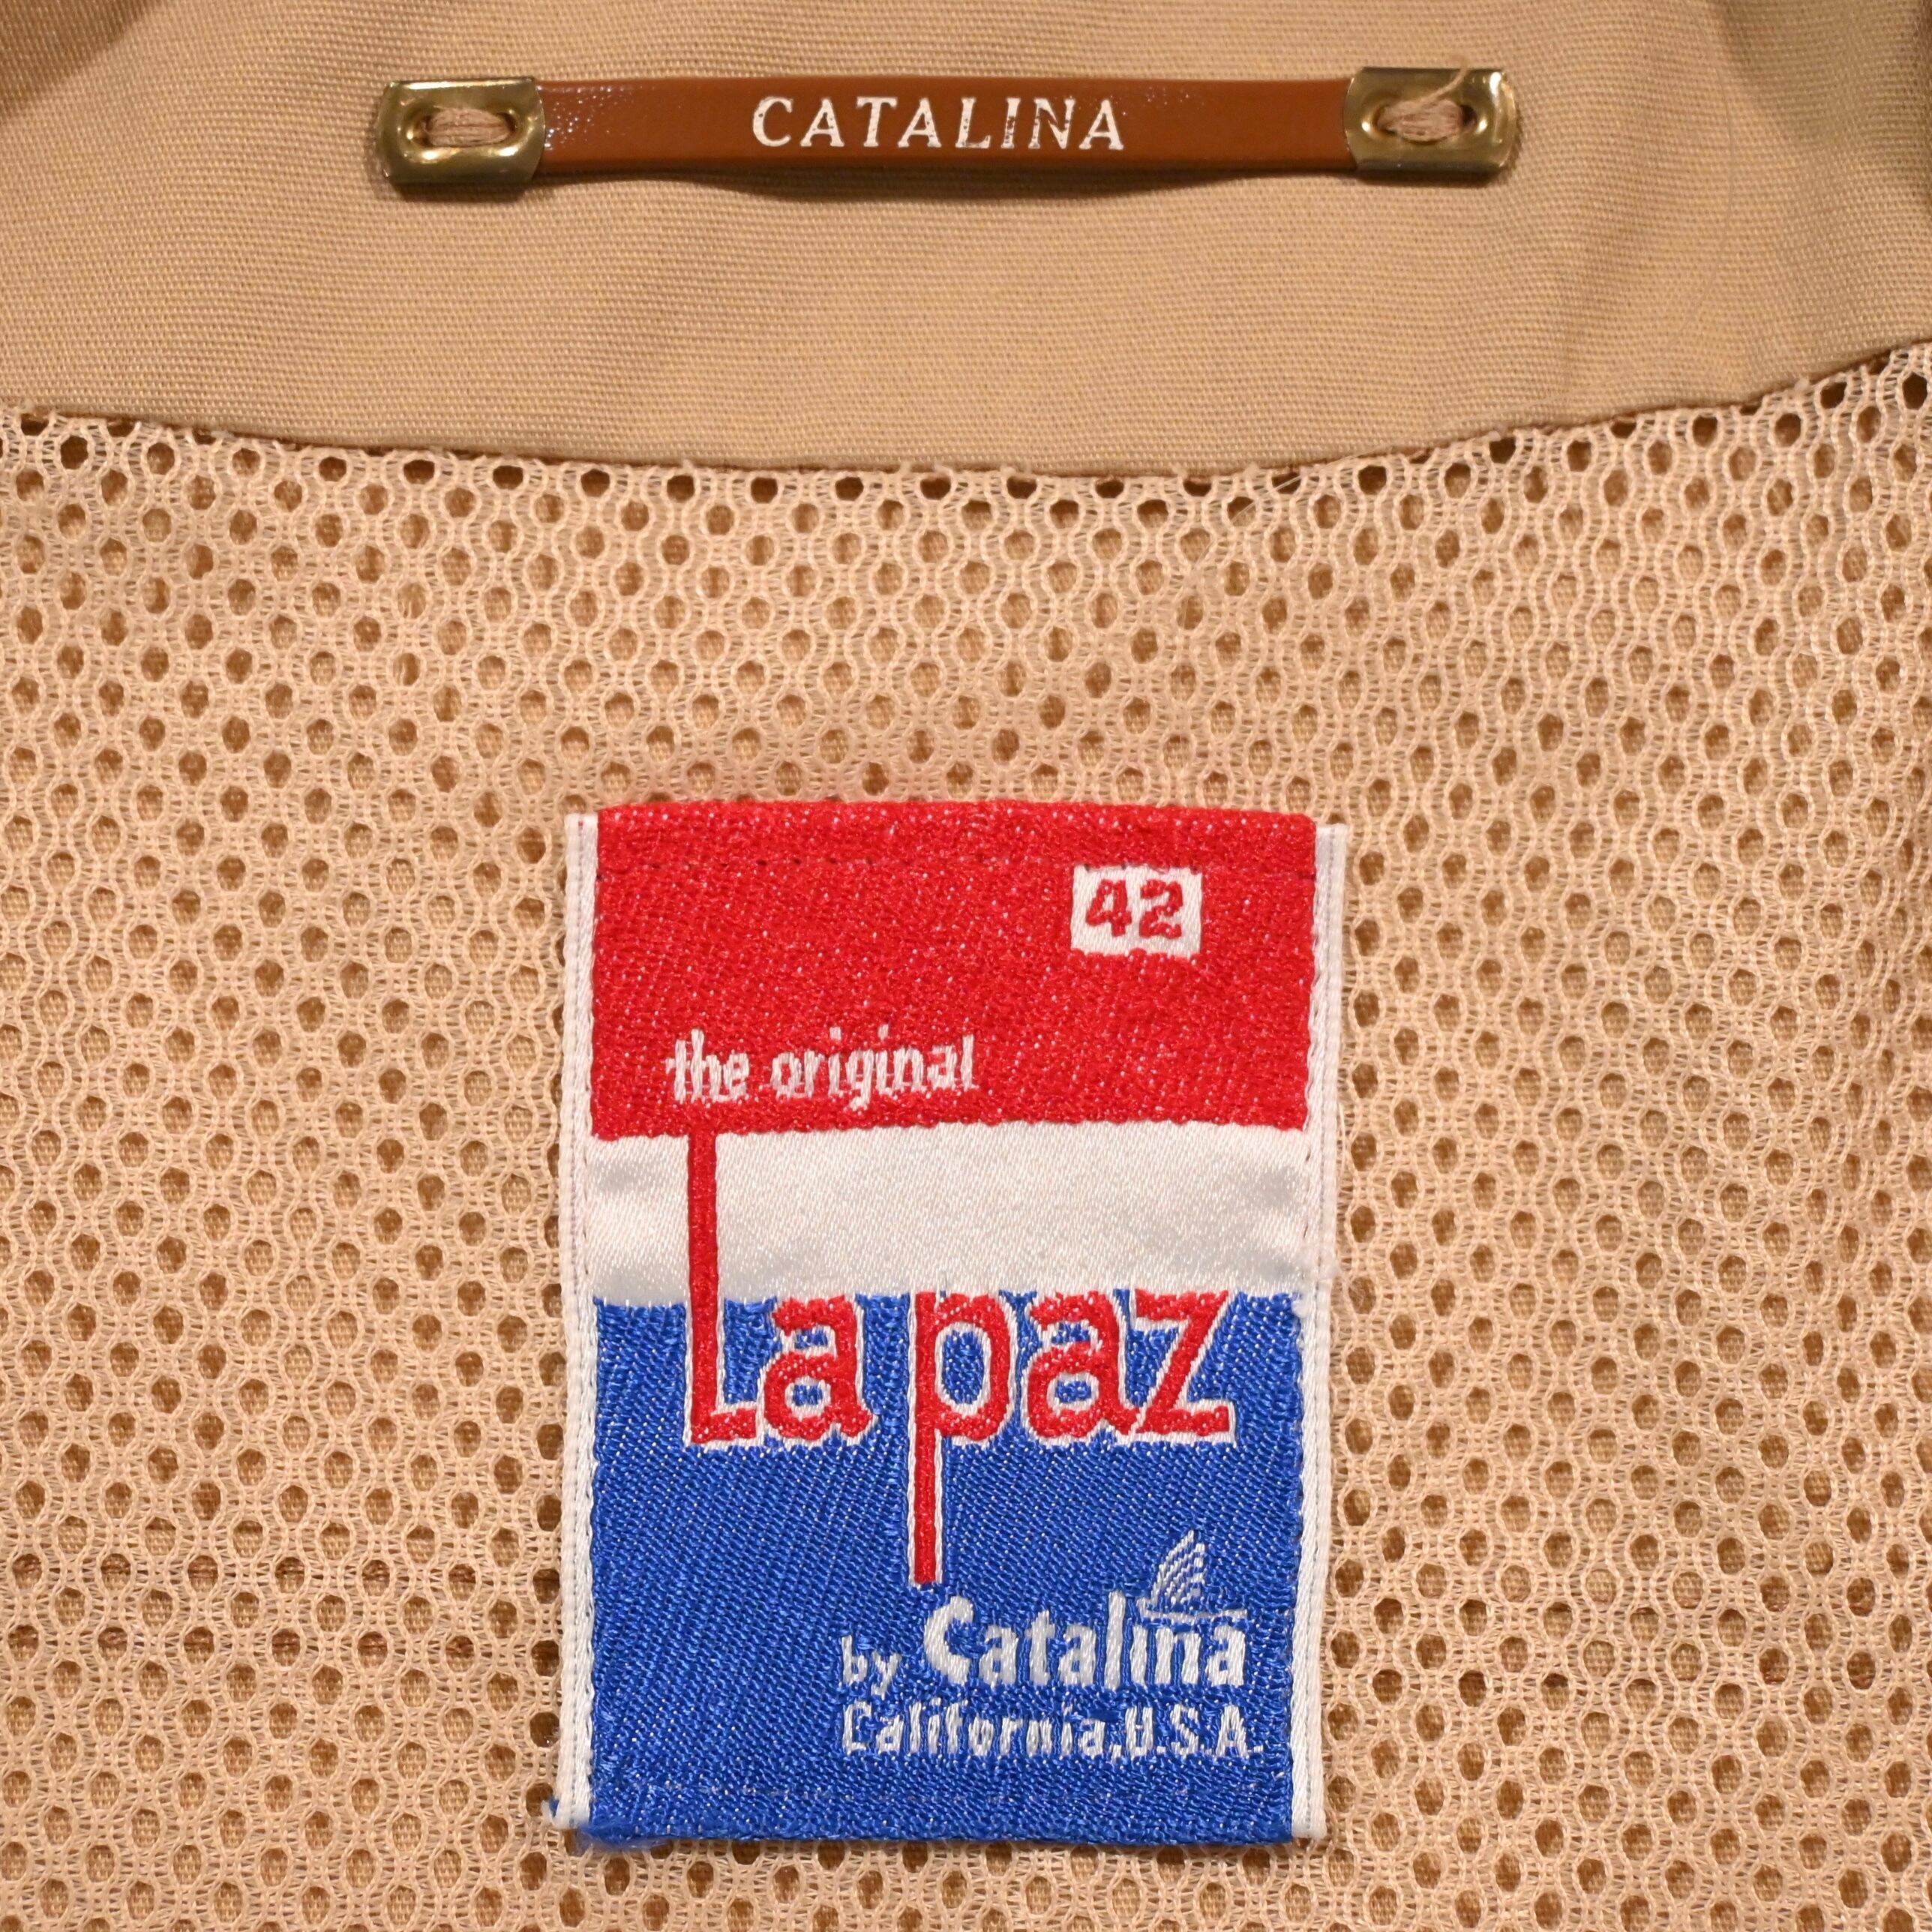 CATALINA
42
the original
La paz
by Catalina
California, U.S.A.